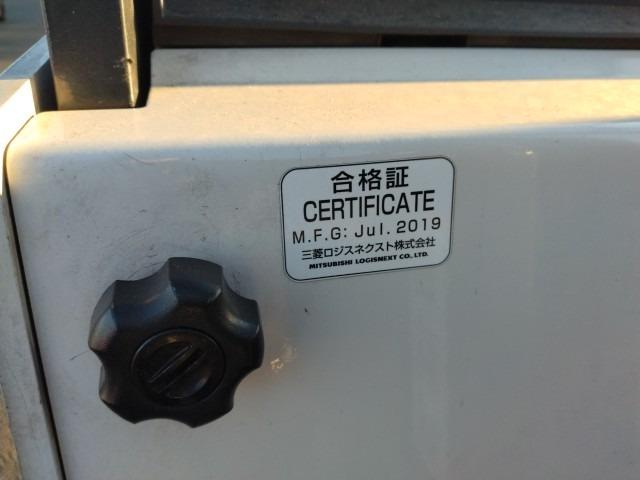 合格証
CERTIFICATE
M.F.G: Jul. 2019
三菱ロジスネクスト株式会社
MITSUBISHI LOGISNEXT CO., LTD.